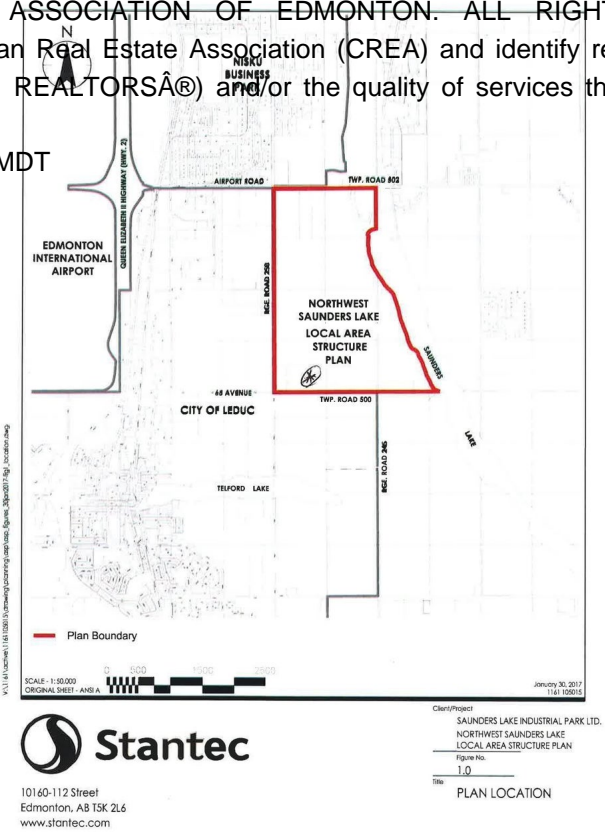 ASSOCIATION OF EDMONTON. ALL RIGHT
an Real Estate Association (CREA) and identify re
REALTORSÂ®) and/or the quality of services th
MDT
N
NISKU
BUSINESS
PARK
QUEEN ELIZABETH II HIGHWAY (HWY. 2)
AIRPORT ROAD
TWP. ROAD 502
EDMONTON
INTERNATIONAL
AIRPORT
RGE. ROAD 250
NORTHWEST
SAUNDERS LAKE
LOCAL AREA
STRUCTURE
PLAN
SAUNDERS
LAKE
65 AVENUE
TWP. ROAD 500
CITY OF LEDUC
RGE. ROAD 245
TELFORD LAKE
Plan Boundary
0 500 1500 2500
SCALE - 1:50,000
ORIGINAL SHEET - ANSI A
January 30, 2017
1161 105015
Stantec
10160-112 Street
Edmonton, AB T5K 2L6
www.stantec.com
Client/Project
SAUNDERS LAKE INDUSTRIAL PARK LTD.
NORTHWEST SAUNDERS LAKE
LOCAL AREA STRUCTURE PLAN
Figure No.
1.0
Title
PLAN LOCATION